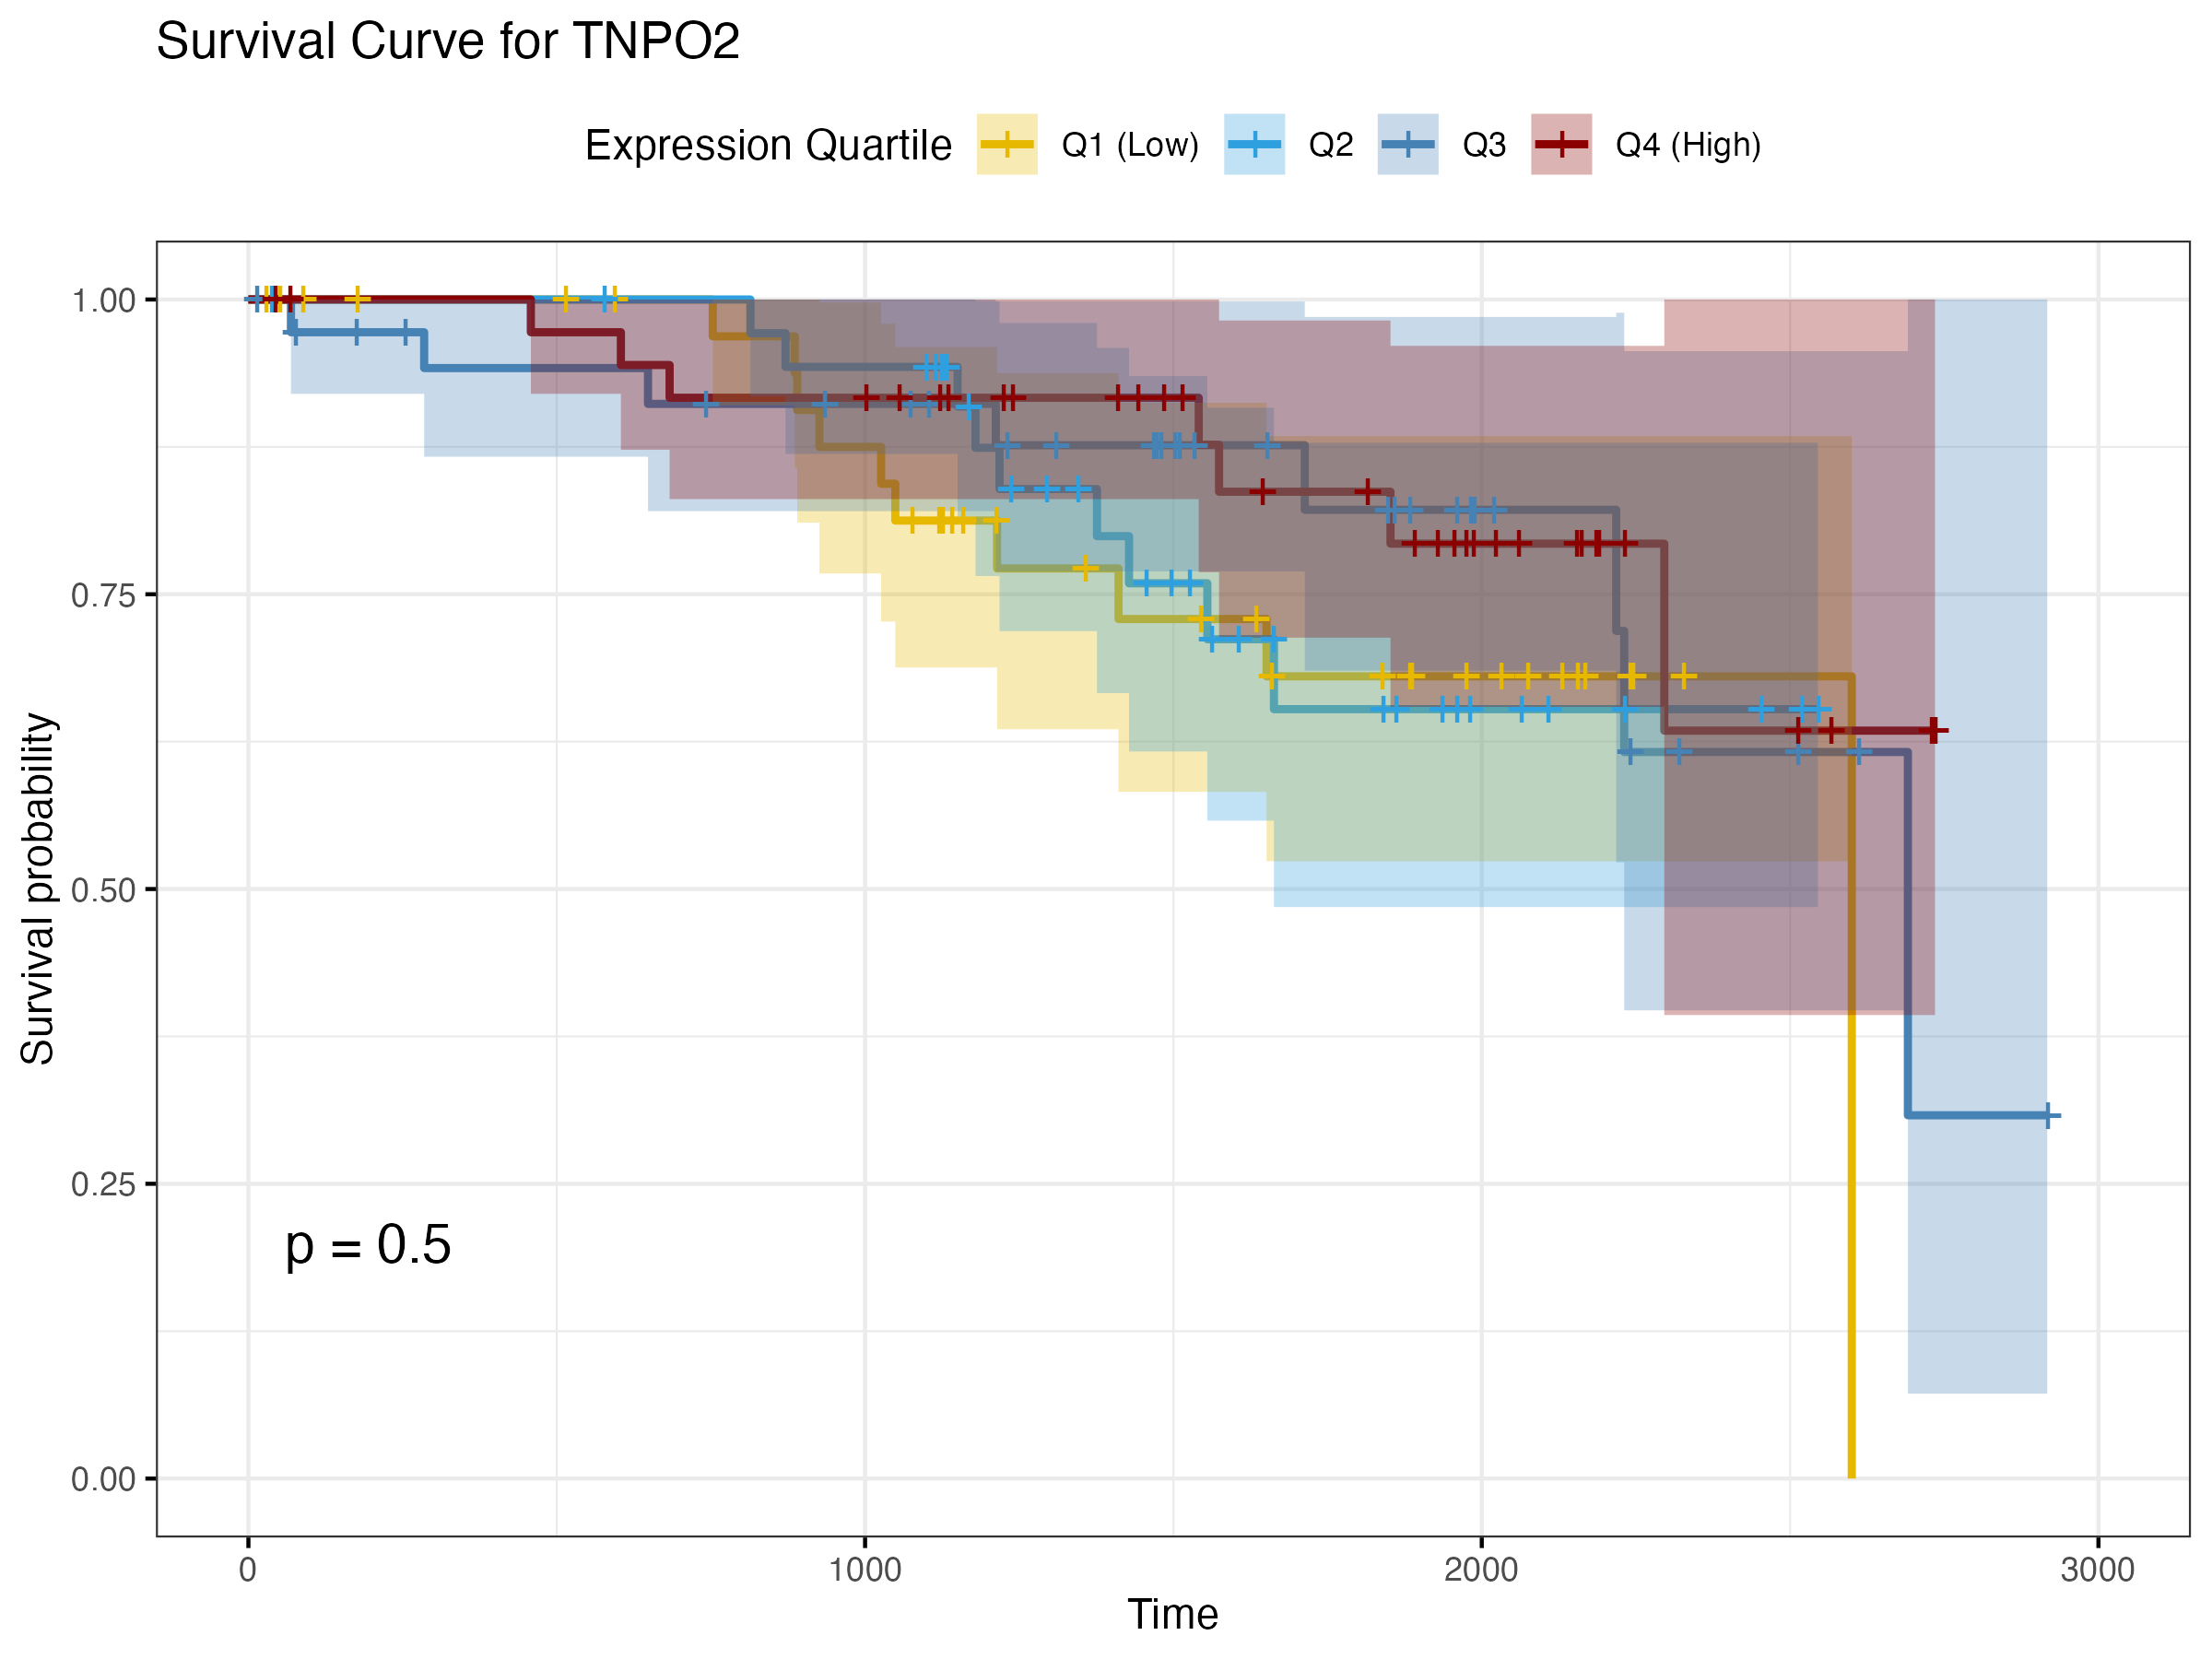 Survival Curve for TNPO2
Expression Quartile Q1 (Low) Q2 Q3 Q4 (High)
Survival probability
1.00
0.75
0.50
0.25
0.00
p = 0.5
0 1000 2000 3000
Time